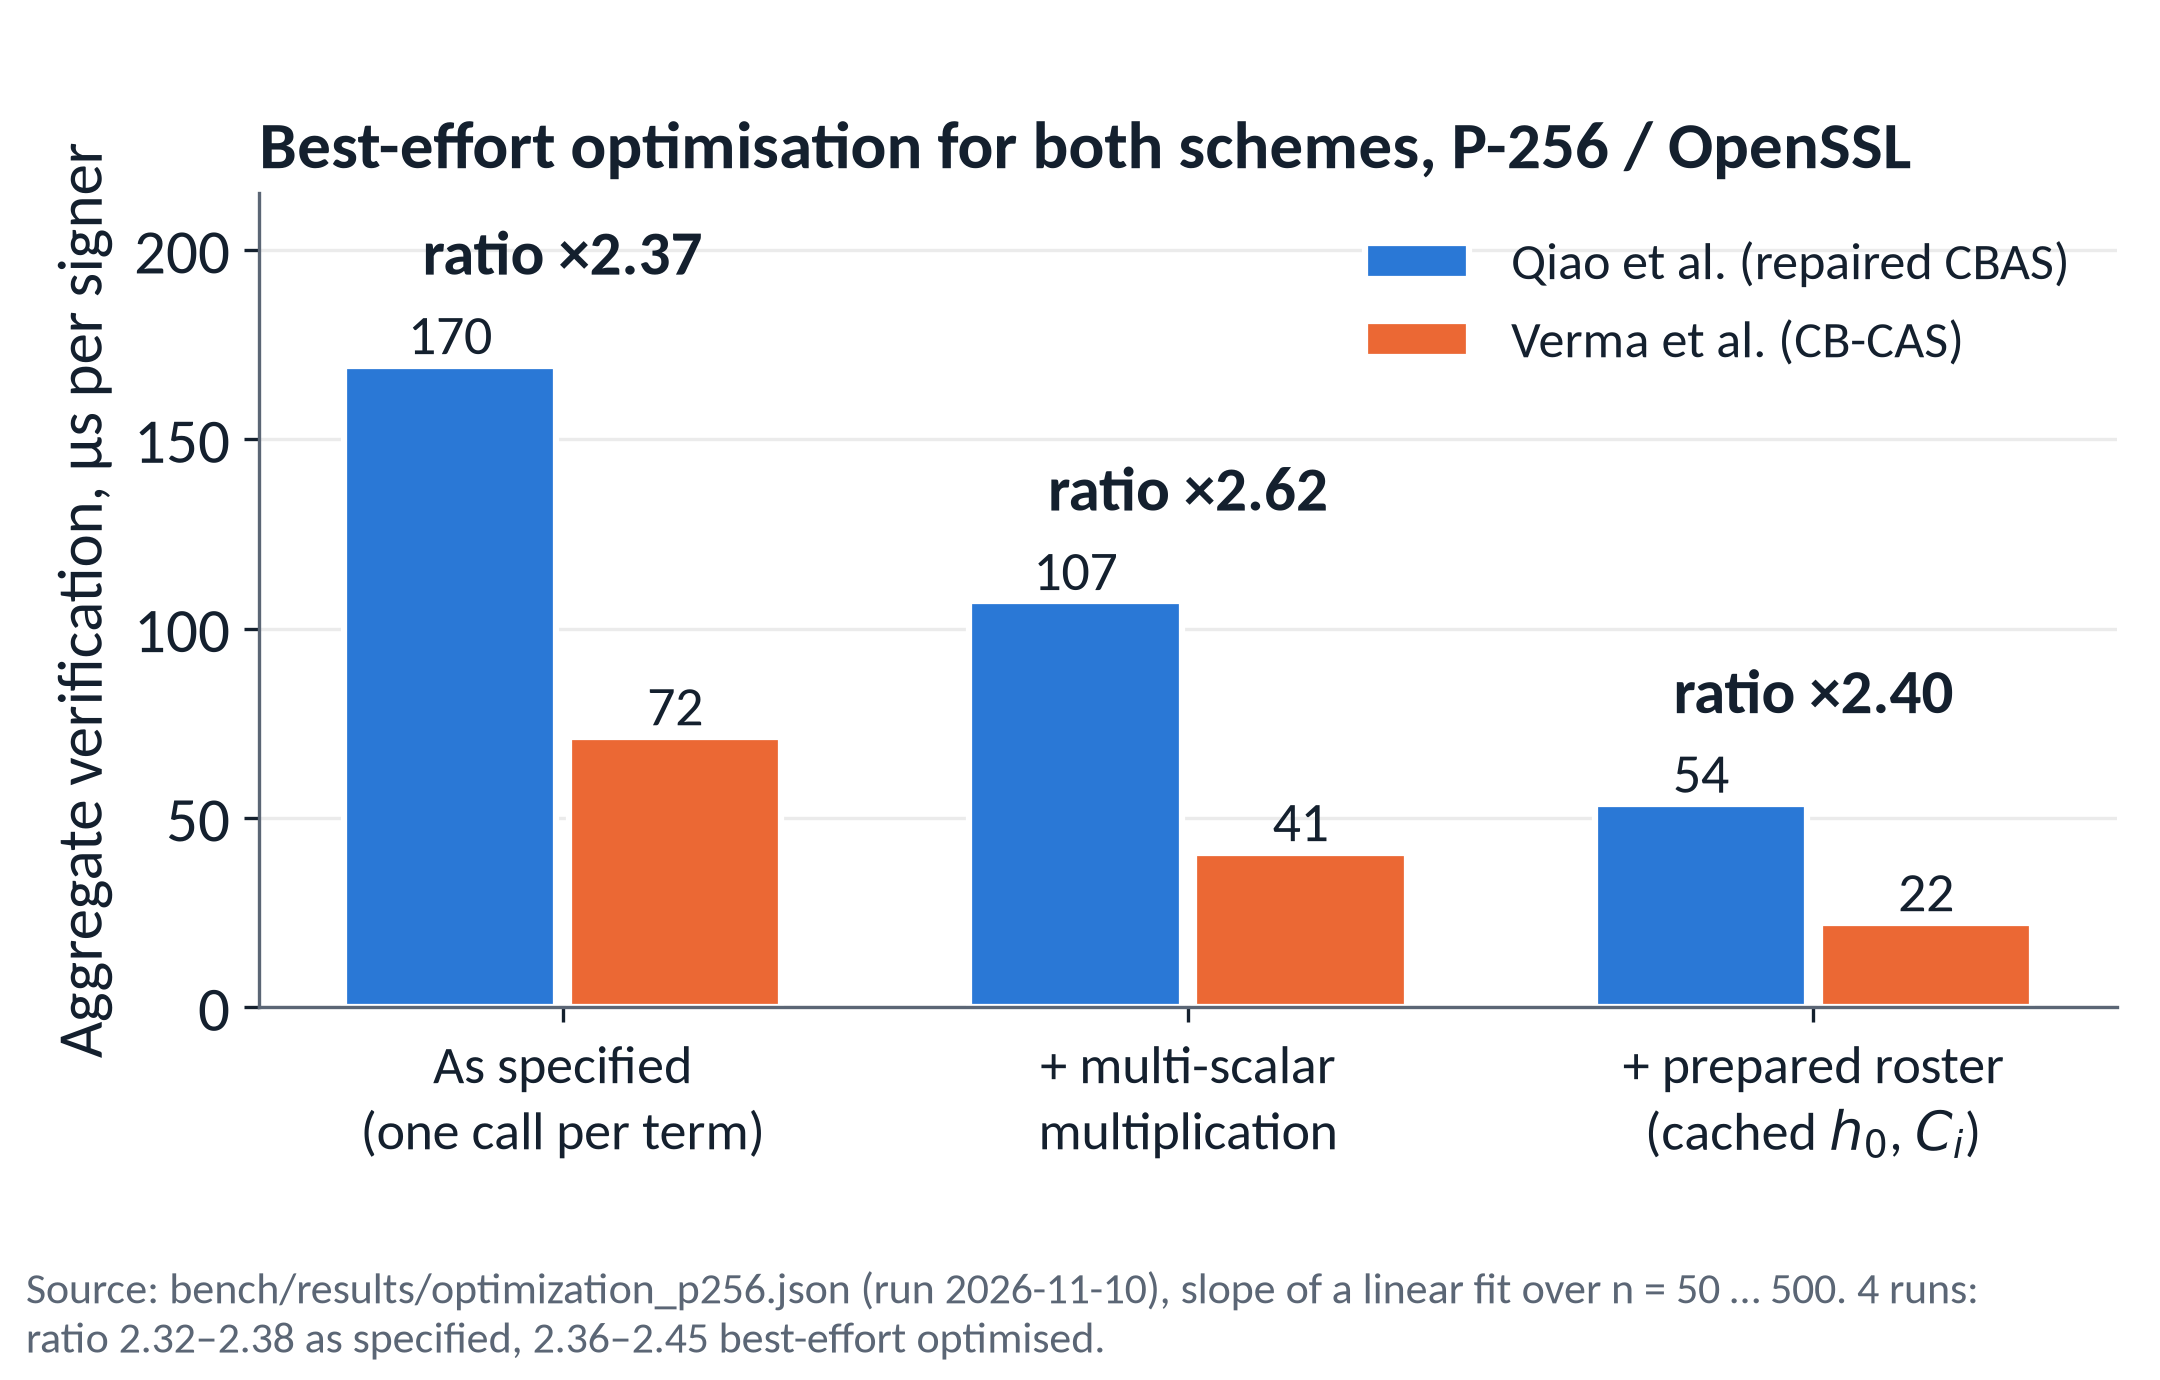 Best-effort optimisation for both schemes, P-256 / OpenSSL
Aggregate verification, µs per signer
200
150
100
50
0
ratio ×2.37
170
72
ratio ×2.62
107
41
ratio ×2.40
54
22
Qiao et al. (repaired CBAS)
Verma et al. (CB-CAS)
As specified
(one call per term)
+ multi-scalar
multiplication
+ prepared roster
(cached h₀, Cᵢ)
Source: bench/results/optimization_p256.json (run 2026-11-10), slope of a linear fit over n = 50 … 500. 4 runs:
ratio 2.32–2.38 as specified, 2.36–2.45 best-effort optimised.